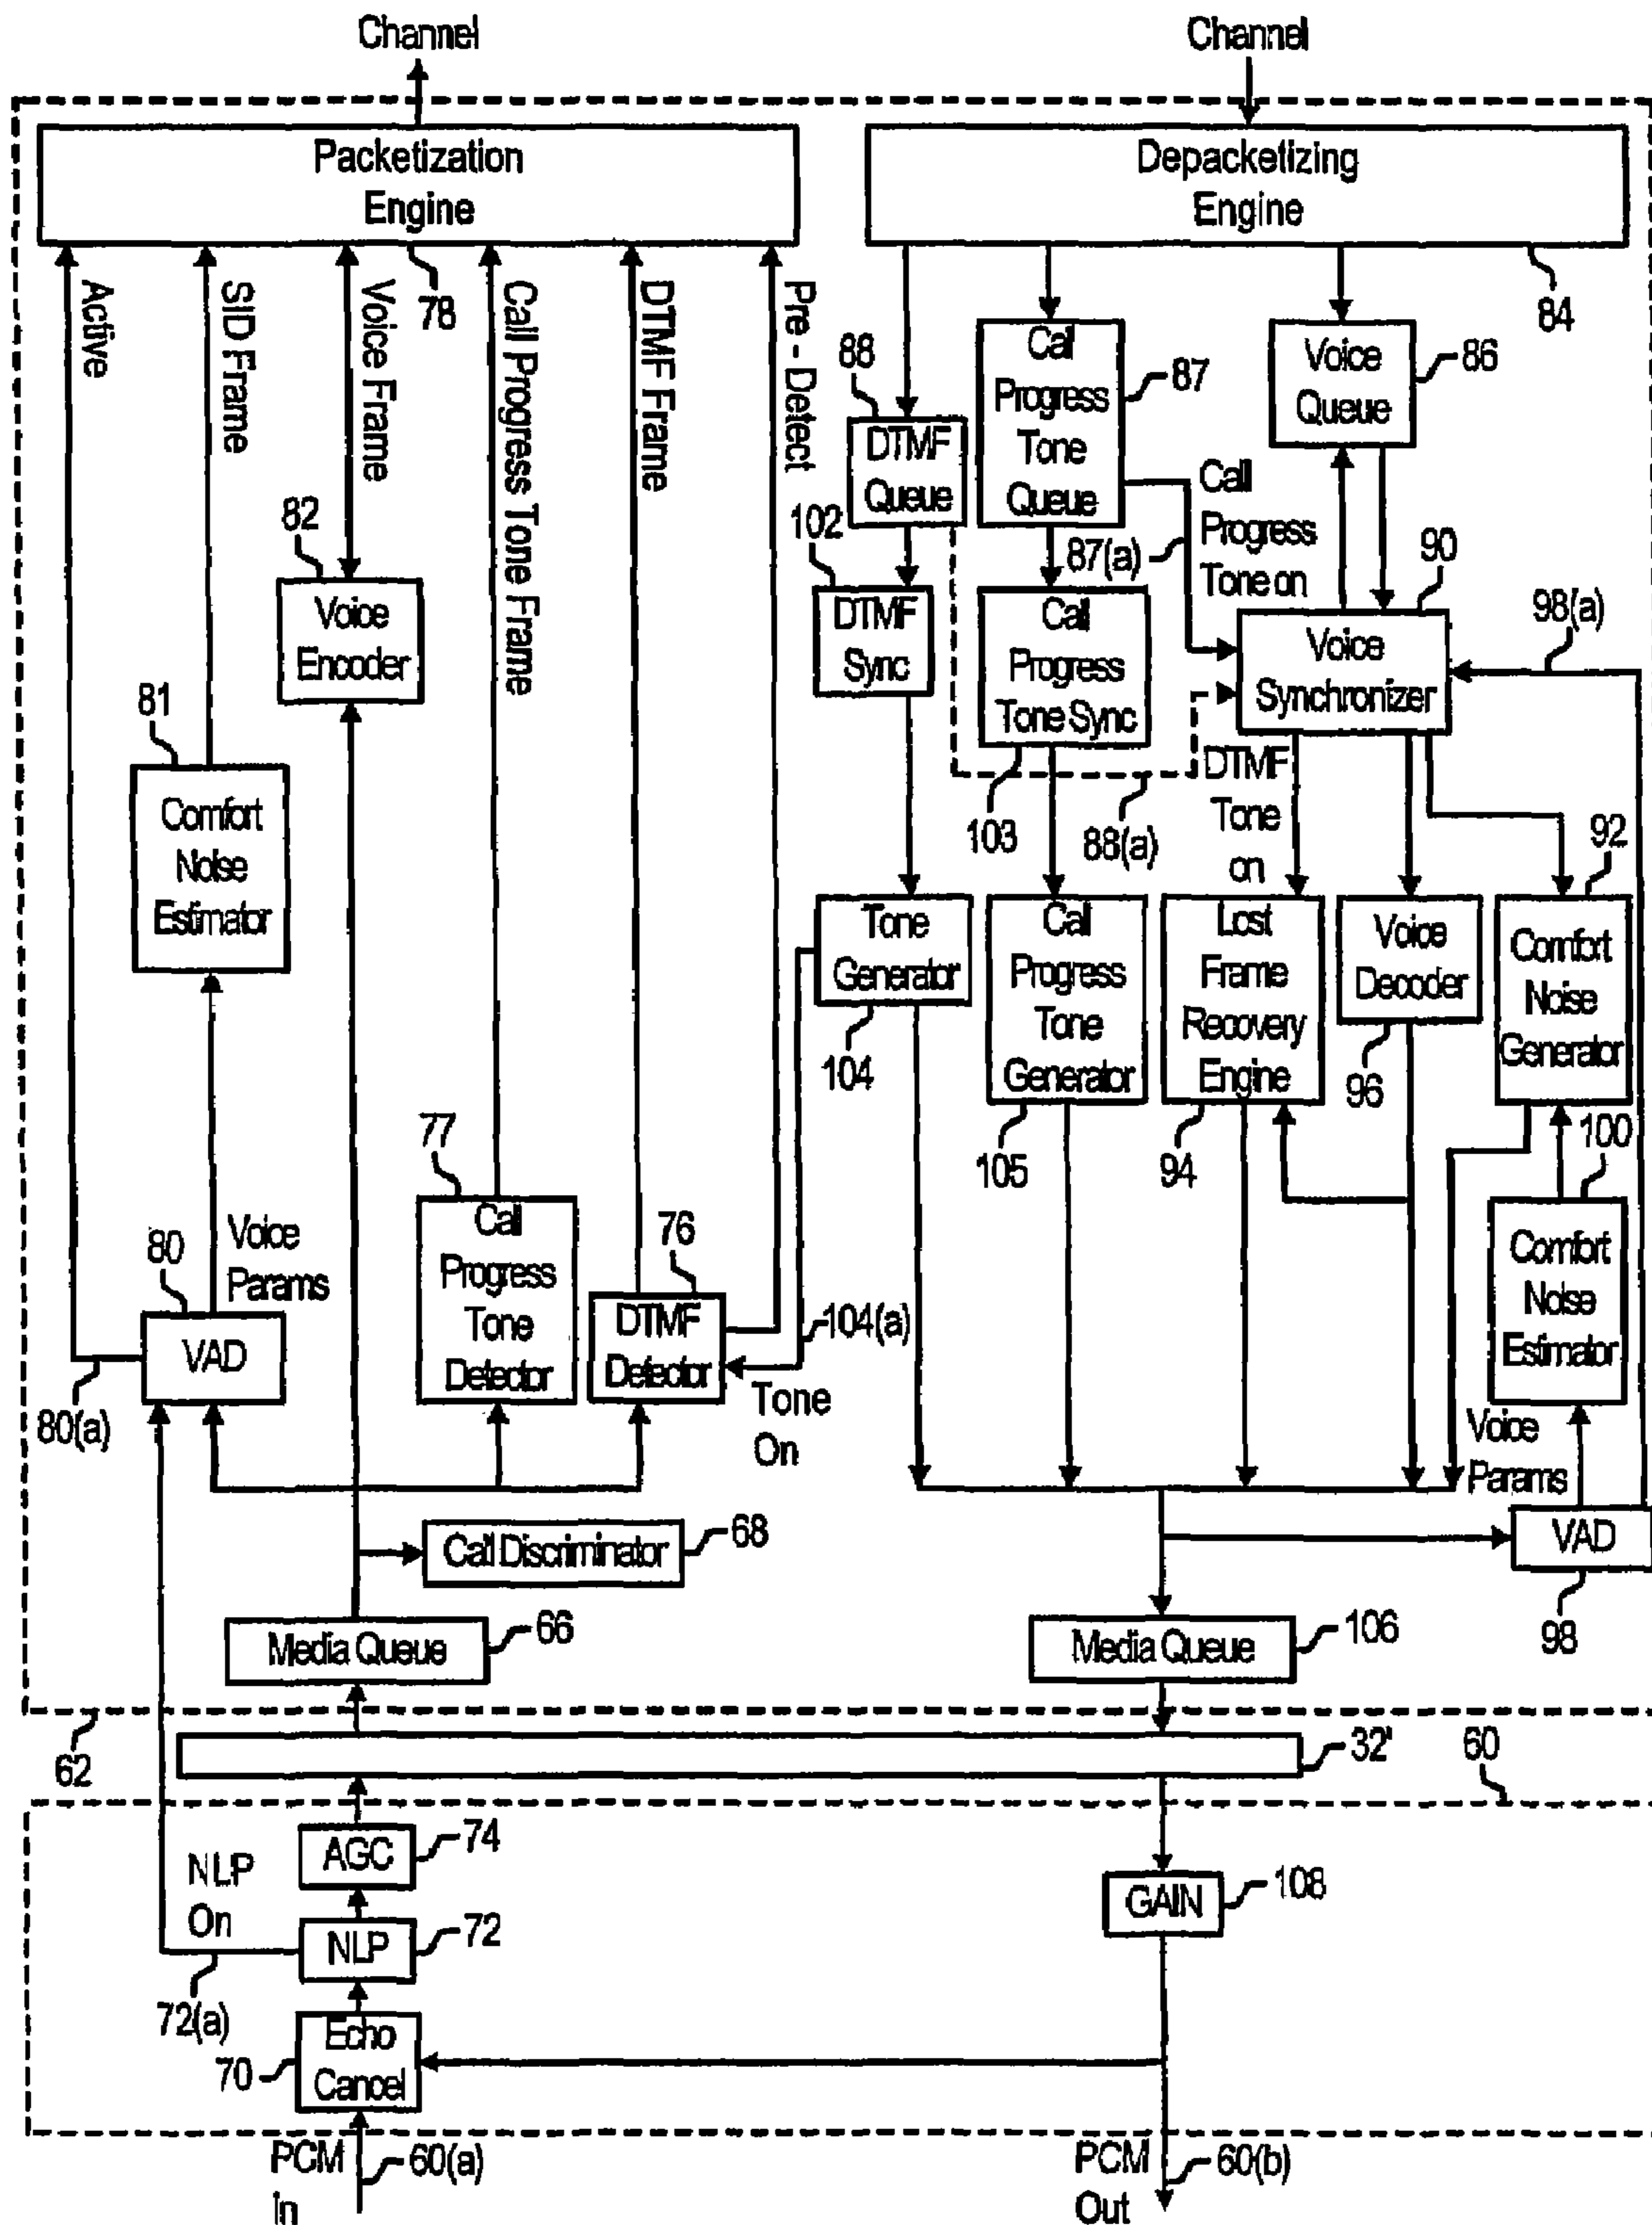 Channel
Channel
Packetization
Engine
Depacketizing
Engine
78
84
Active
SID Frame
Voice Frame
Call Progress Tone Frame
DTMF Frame
Pre - Detect
88
DTMF
Queue
Call
Progress
Tone
Queue
87
Voice
Queue
86
87(a)
Call
Progress
Tone on
82
Voice
Encoder
102
DTMF
Sync
Call
Progress
Tone Sync
103
90
Voice
Synchronizer
98(a)
88(a)
DTMF
Tone
on
81
Comfort
Noise
Estimator
Tone
Generator
104
Call
Progress
Tone
Generator
105
Lost
Frame
Recovery
Engine
94
Voice
Decoder
96
92
Comfort
Noise
Generator
100
Comfort
Noise
Estimator
77
Call
Progress
Tone
Detector
76
DTMF
Detector
104(a)
Tone
On
80
VAD
Voice
Params
80(a)
Voice
Params
VAD
98
Call Discriminator
68
Media Queue
66
Media Queue
106
62
32'
60
AGC
74
NLP
On
NLP
72
72(a)
GAIN
108
70
Echo
Cancel
PCM
In
60(a)
PCM
Out
60(b)